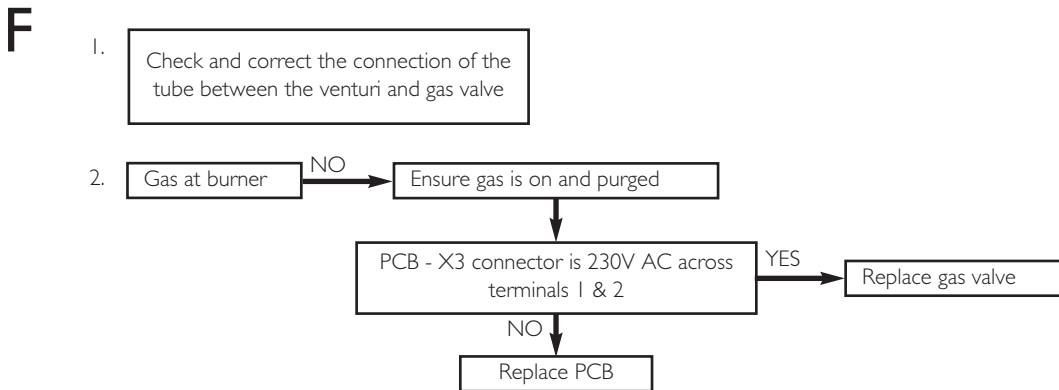 F
1.
Check and correct the connection of the
tube between the venturi and gas valve
2.
Gas at burner
NO
Ensure gas is on and purged
PCB - X3 connector is 230V AC across
terminals 1 & 2
YES
Replace gas valve
NO
Replace PCB